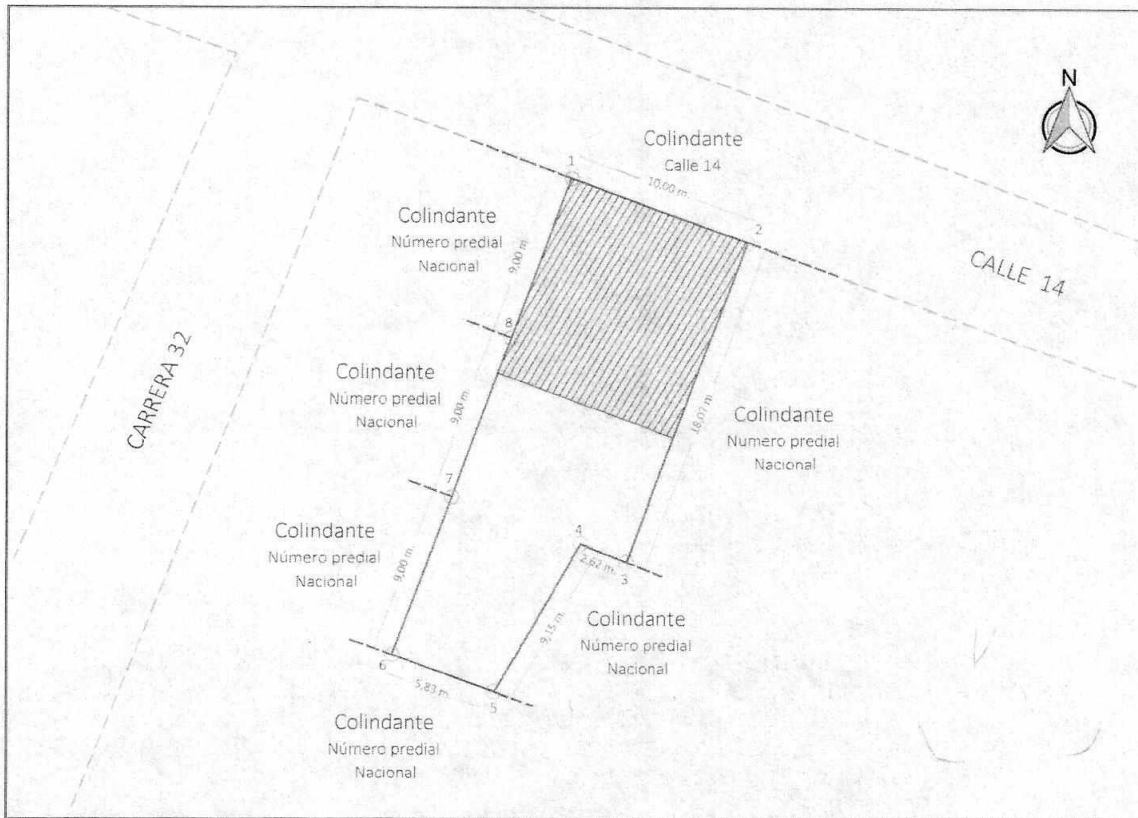 N
Colindante
Calle 14
1
10,00 m.
2
CALLE 14
Colindante
Número predial
Nacional
9,00 m.
8
CARRERA 32
Colindante
Número predial
Nacional
9,00 m.
18,07 m.
Colindante
Numero predial
Nacional
7
Colindante
Número predial
Nacional
9,00 m.
4
2,62 m.
3
9,15 m.
Colindante
Número predial
Nacional
6
5,83 m.
5
Colindante
Número predial
Nacional